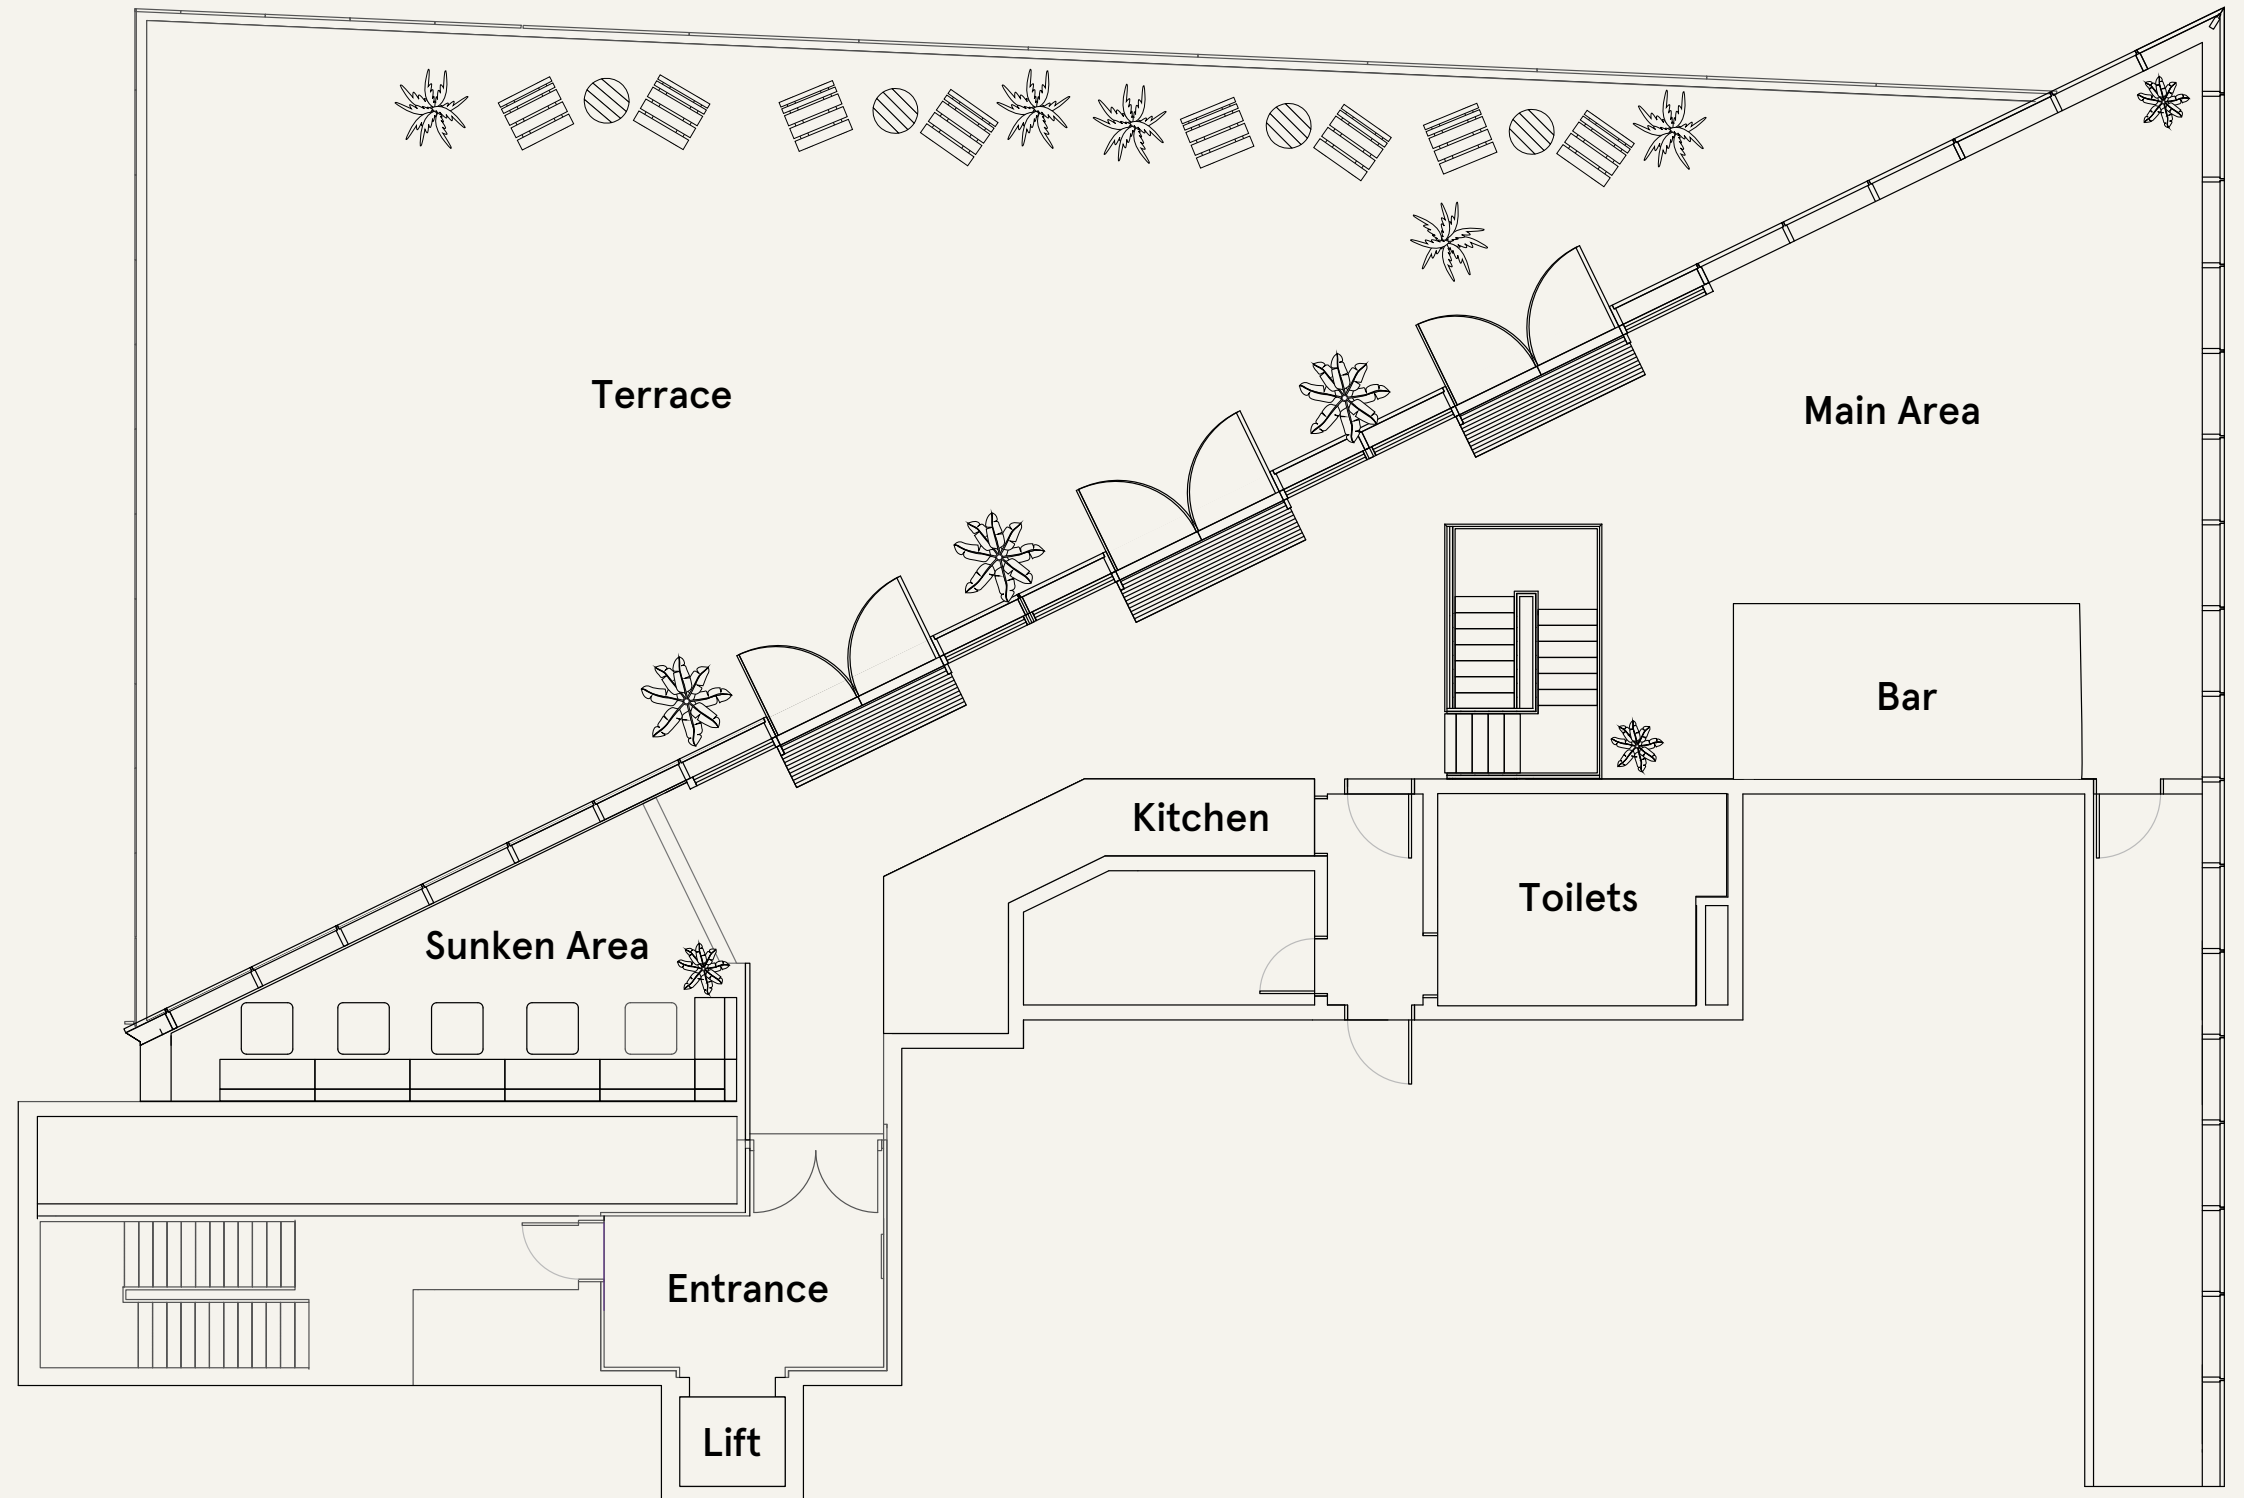 Terrace
Main Area
Bar
Kitchen
Toilets
Sunken Area
Entrance
Lift